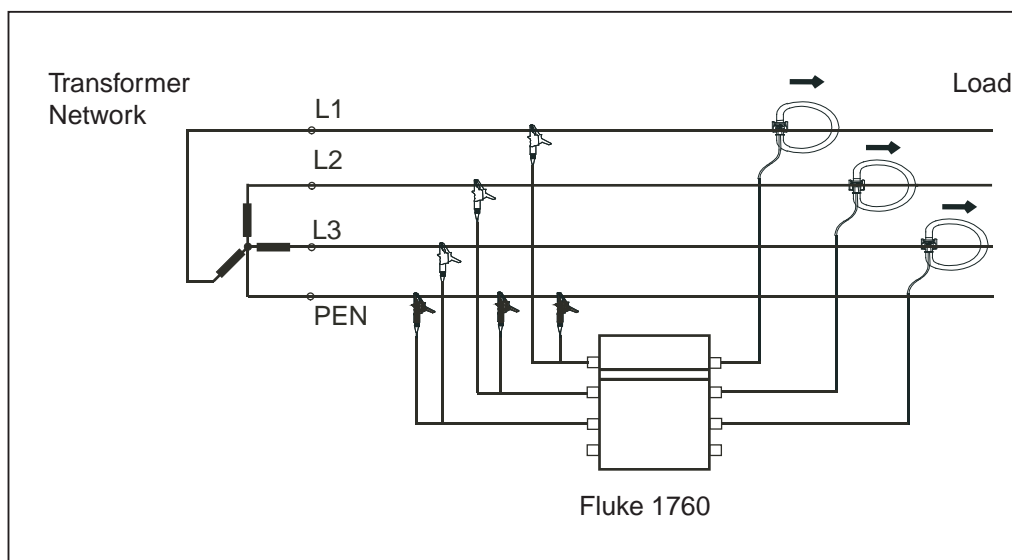 Transformer
Network
Load
L1
L2
L3
PEN
Fluke 1760